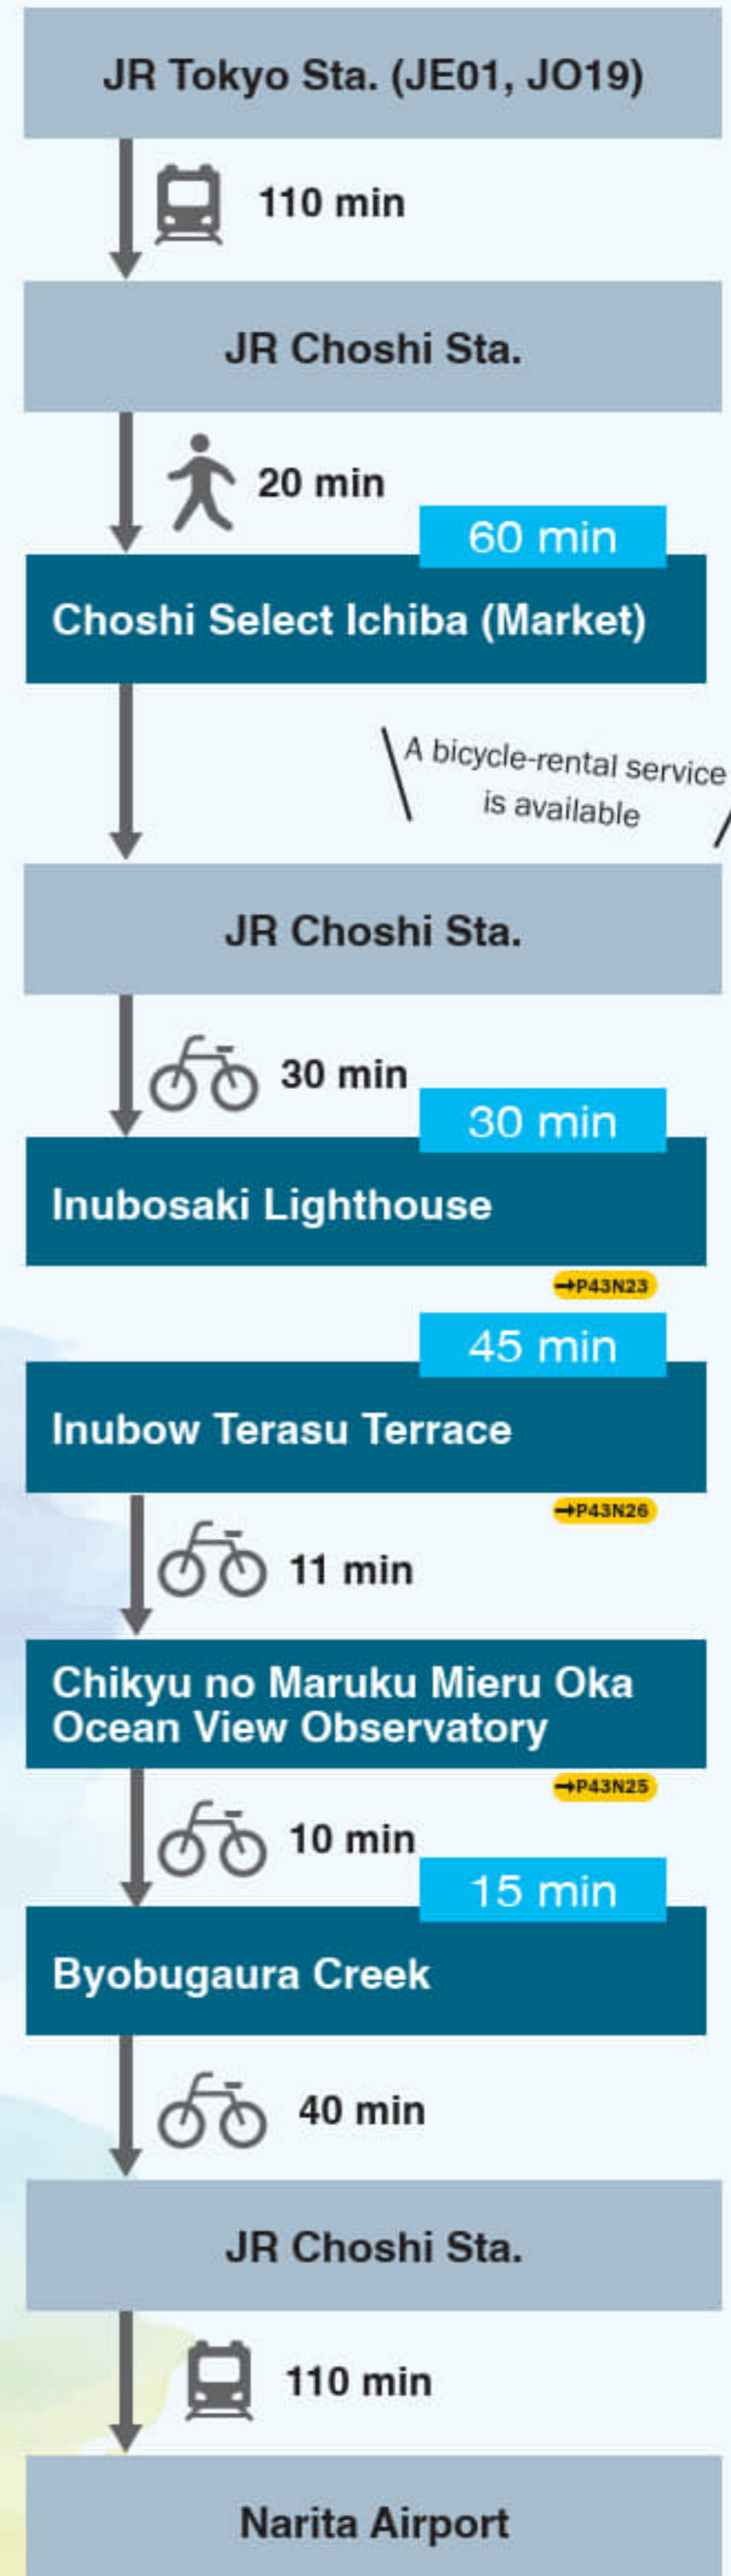 JR Tokyo Sta. (JE01, JO19)
110 min
JR Choshi Sta.
20 min
60 min
Choshi Select Ichiba (Market)
A bicycle-rental service
is available
JR Choshi Sta.
30 min
30 min
Inubosaki Lighthouse
→P43N23
45 min
Inubow Terasu Terrace
→P43N26
11 min
Chikyu no Maruku Mieru Oka
Ocean View Observatory
→P43N25
10 min
15 min
Byobugaura Creek
40 min
JR Choshi Sta.
110 min
Narita Airport